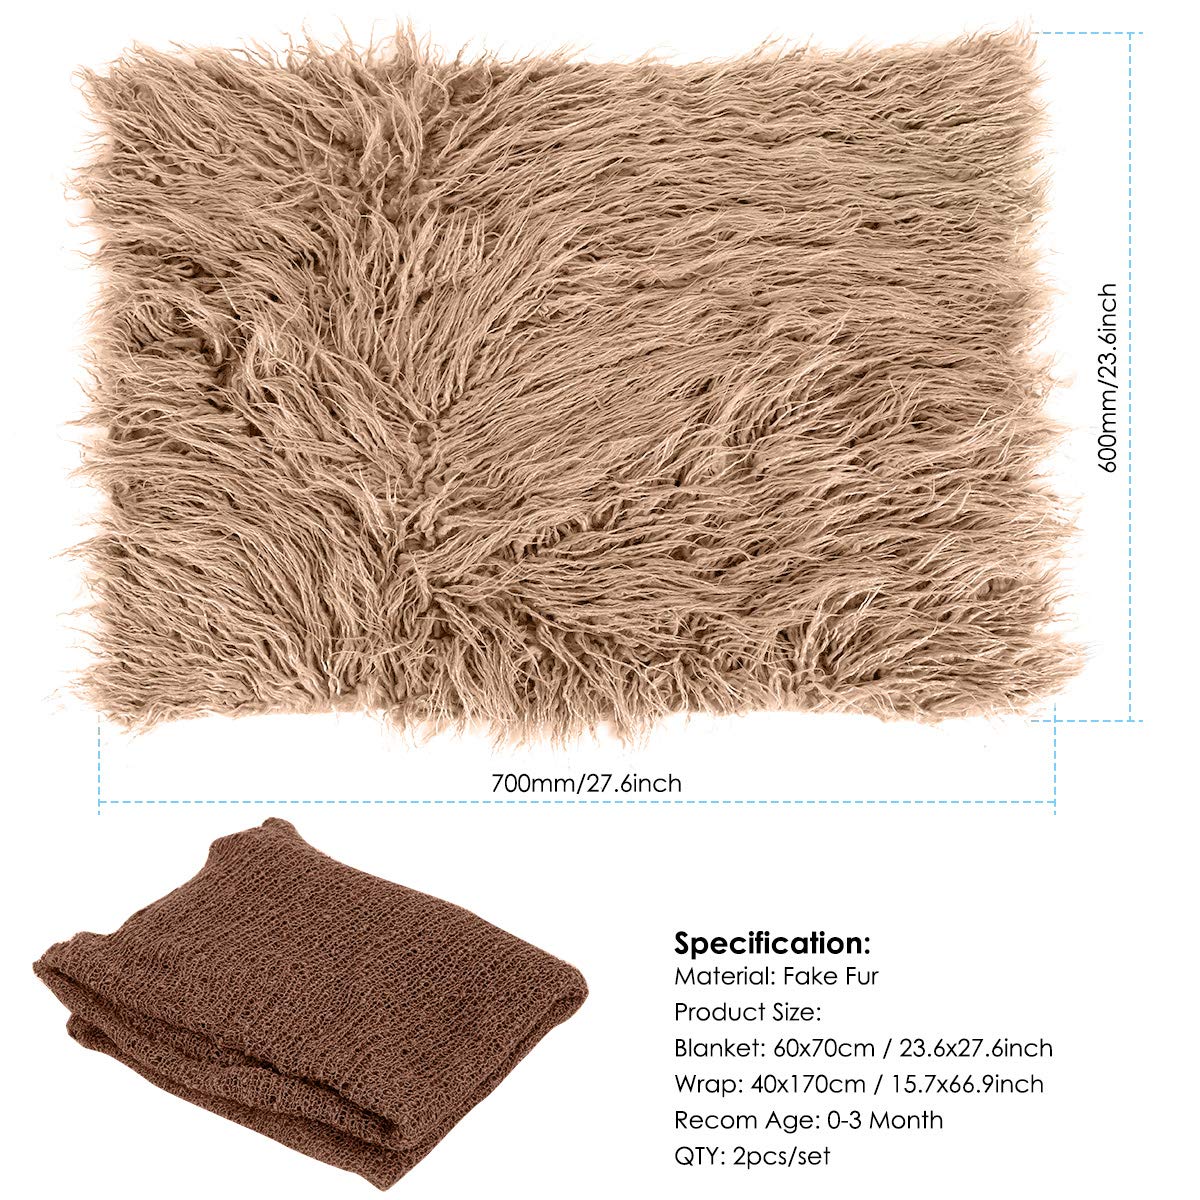 600mm/23.6inch
700mm/27.6inch
Specification:
Material: Fake Fur
Product Size:
Blanket: 60x70cm / 23.6x27.6inch
Wrap: 40x170cm / 15.7x66.9inch
Recom Age: 0-3 Month
QTY: 2pcs/set